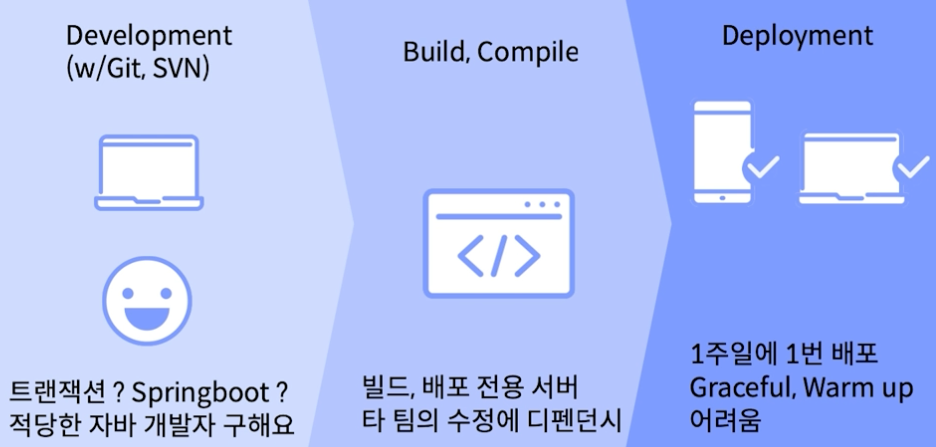 Development
(w/Git, SVN)
트랜잭션 ? Springboot ?
적당한 자바 개발자 구해요
Build, Compile
</>
빌드, 배포 전용 서버
타 팀의 수정에 디펜던시
Deployment
1주일에 1번 배포
Graceful, Warm up
어려움